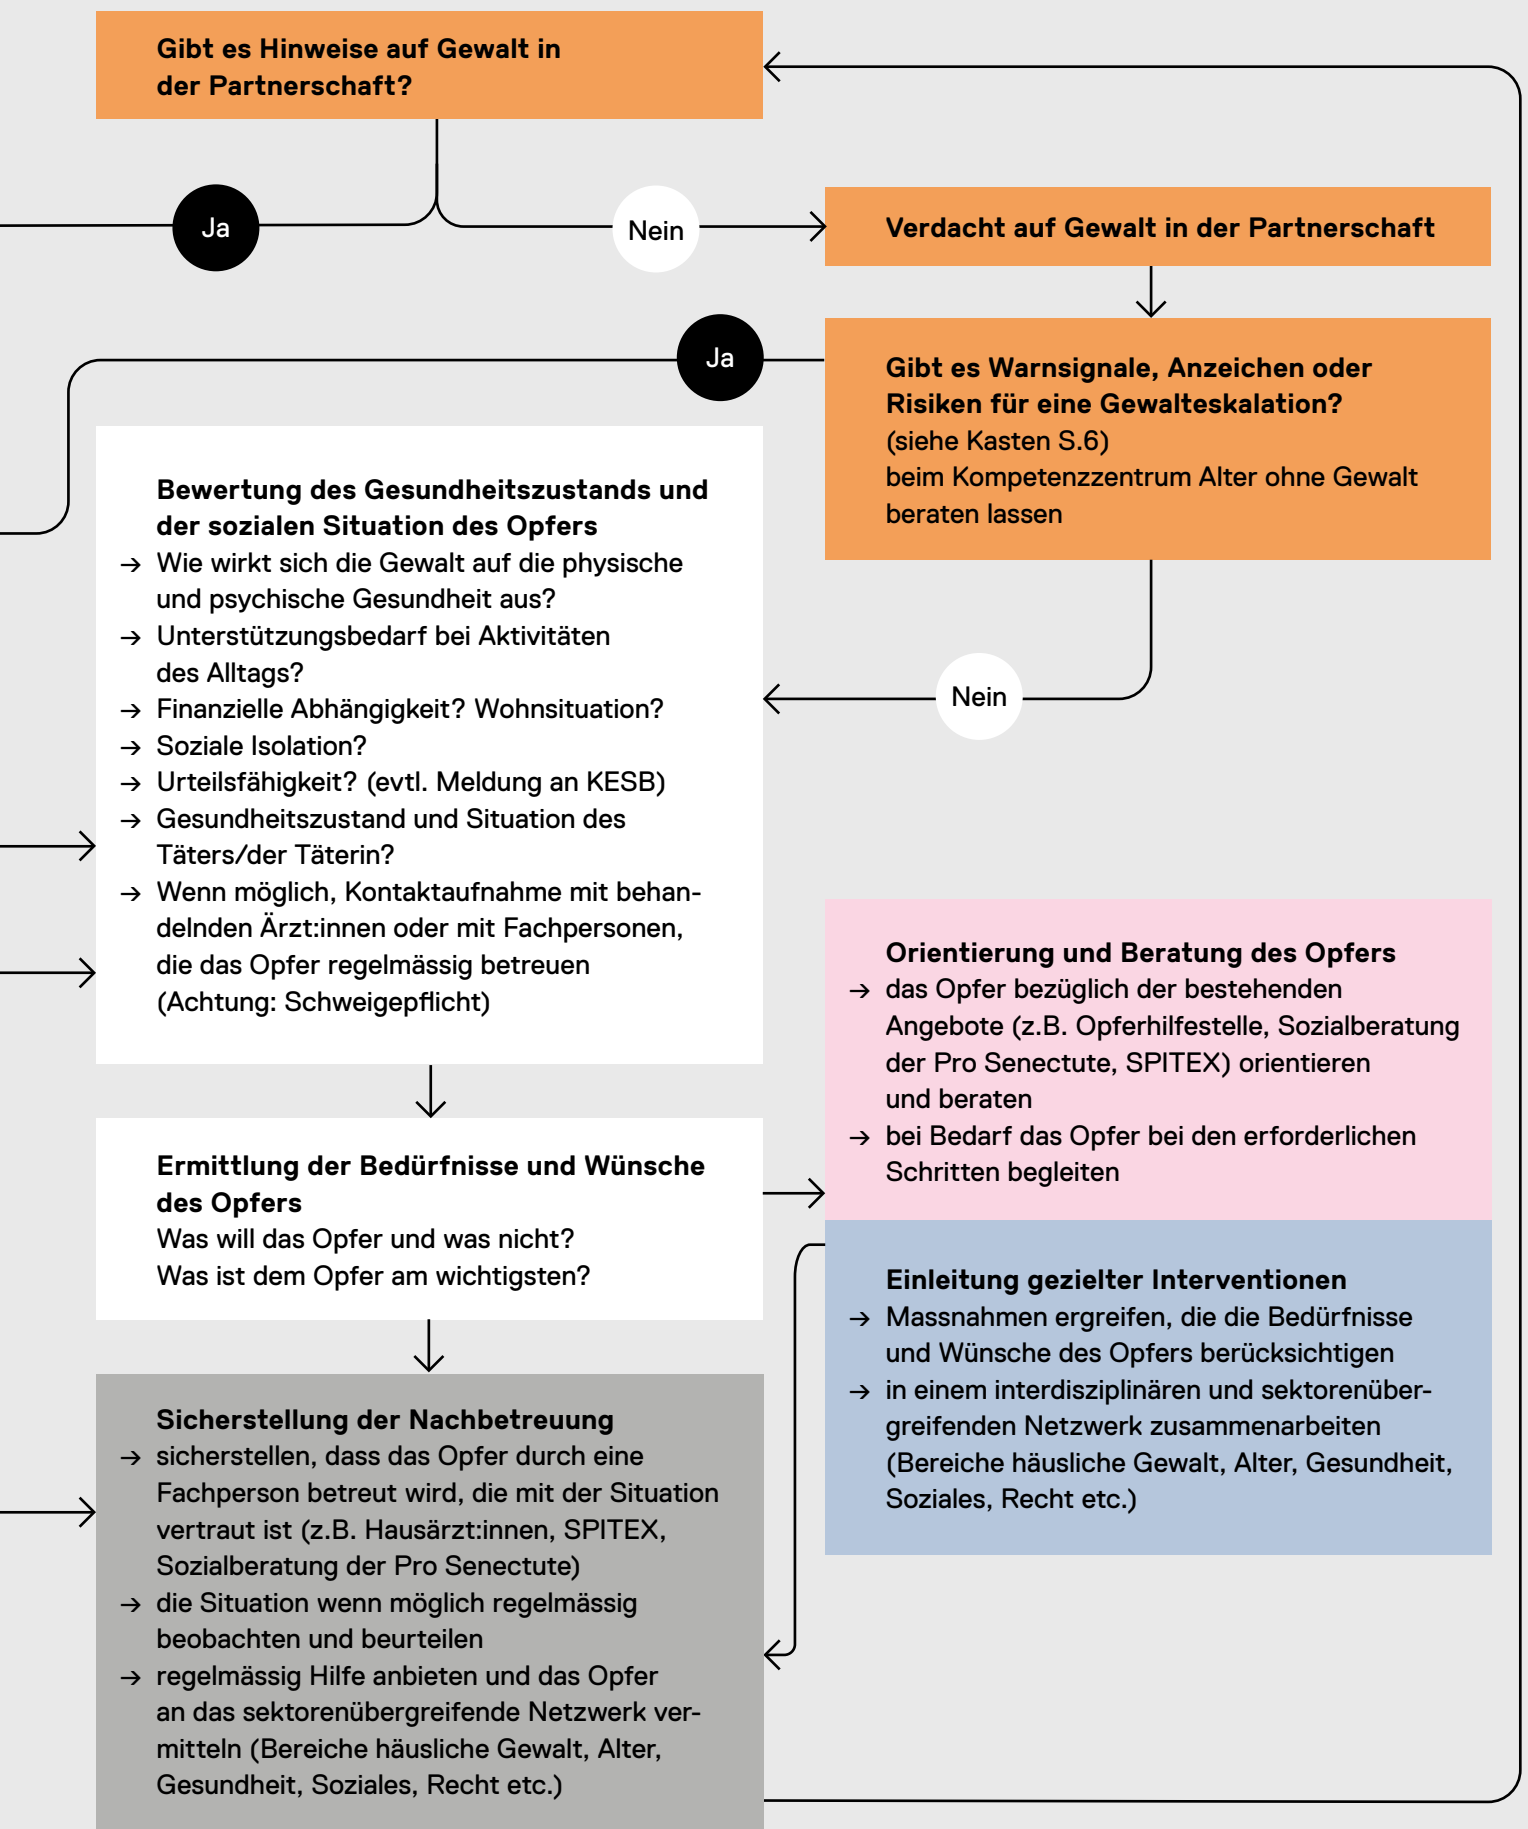 Gibt es Hinweise auf Gewalt in
der Partnerschaft?
Ja
Nein
Verdacht auf Gewalt in der Partnerschaft
Ja
Gibt es Warnsignale, Anzeichen oder
Risiken für eine Gewalteskalation?
(siehe Kasten S.6)
beim Kompetenzzentrum Alter ohne Gewalt
beraten lassen
Nein
Bewertung des Gesundheitszustands und
der sozialen Situation des Opfers
→ Wie wirkt sich die Gewalt auf die physische
und psychische Gesundheit aus?
→ Unterstützungsbedarf bei Aktivitäten
des Alltags?
→ Finanzielle Abhängigkeit? Wohnsituation?
→ Soziale Isolation?
→ Urteilsfähigkeit? (evtl. Meldung an KESB)
→ Gesundheitszustand und Situation des
Täters/der Täterin?
→ Wenn möglich, Kontaktaufnahme mit behan-
delnden Ärzt:innen oder mit Fachpersonen,
die das Opfer regelmässig betreuen
(Achtung: Schweigepflicht)
Ermittlung der Bedürfnisse und Wünsche
des Opfers
Was will das Opfer und was nicht?
Was ist dem Opfer am wichtigsten?
Orientierung und Beratung des Opfers
→ das Opfer bezüglich der bestehenden
Angebote (z.B. Opferhilfestelle, Sozialberatung
der Pro Senectute, SPITEX) orientieren
und beraten
→ bei Bedarf das Opfer bei den erforderlichen
Schritten begleiten
Einleitung gezielter Interventionen
→ Massnahmen ergreifen, die die Bedürfnisse
und Wünsche des Opfers berücksichtigen
→ in einem interdisziplinären und sektorenüber-
greifenden Netzwerk zusammenarbeiten
(Bereiche häusliche Gewalt, Alter, Gesundheit,
Soziales, Recht etc.)
Sicherstellung der Nachbetreuung
→ sicherstellen, dass das Opfer durch eine
Fachperson betreut wird, die mit der Situation
vertraut ist (z.B. Hausärzt:innen, SPITEX,
Sozialberatung der Pro Senectute)
→ die Situation wenn möglich regelmässig
beobachten und beurteilen
→ regelmässig Hilfe anbieten und das Opfer
an das sektorenübergreifende Netzwerk ver-
mitteln (Bereiche häusliche Gewalt, Alter,
Gesundheit, Soziales, Recht etc.)